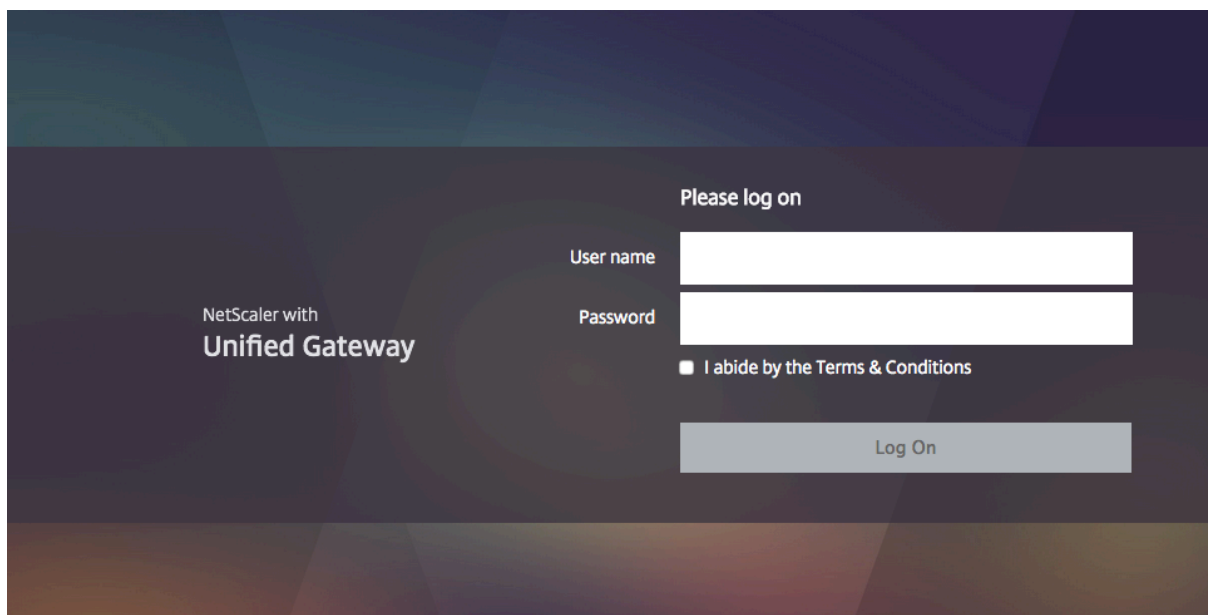 Please log on
User name
Password
NetScaler with
Unified Gateway
I abide by the Terms & Conditions
Log On